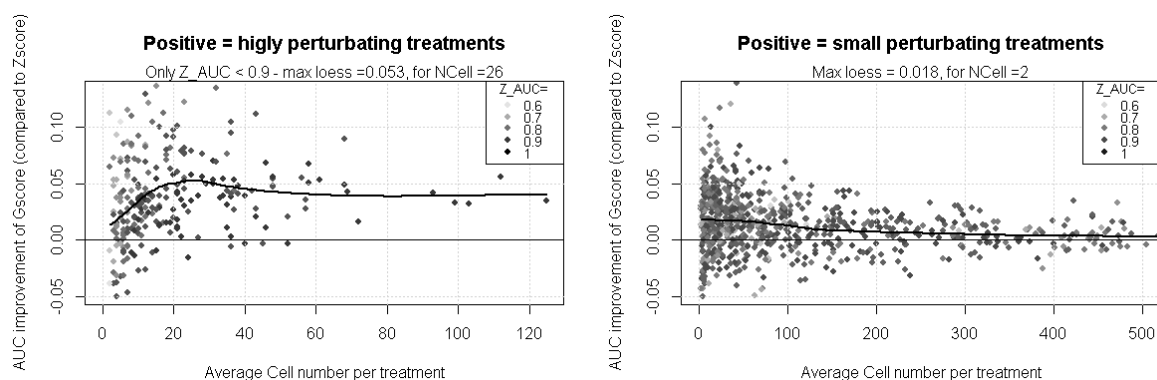 Positive = higly perturbating treatments
Only Z_AUC < 0.9 - max loess =0.053, for NCell =26
AUC improvement of Gscore (compared to Zscore)
0.10
0.05
0.00
-0.05
Z_AUC=
0.6
0.7
0.8
0.9
1
0 20 40 60 80 100 120
Average Cell number per treatment
Positive = small perturbating treatments
Max loess = 0.018, for NCell =2
AUC improvement of Gscore (compared to Zscore)
0.10
0.05
0.00
-0.05
Z_AUC=
0.6
0.7
0.8
0.9
1
0 100 200 300 400 500
Average Cell number per treatment